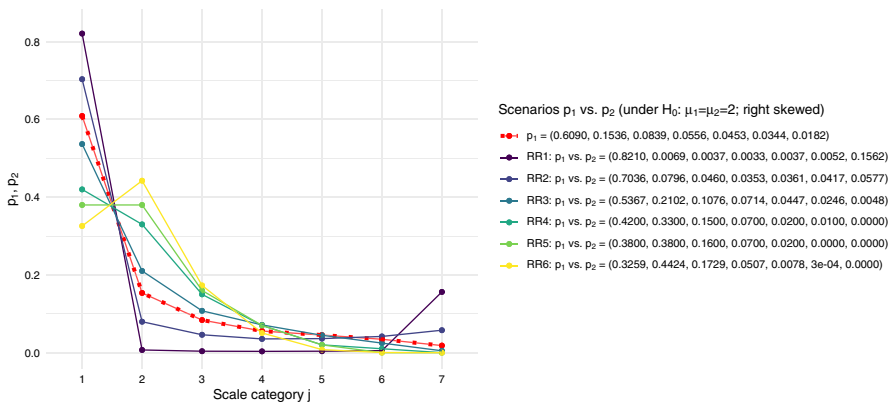 0.8
0.6
0.4
0.2
0.0
p₁, p₂
1 2 3 4 5 6 7
Scale category j
Scenarios p₁ vs. p₂ (under H₀: μ₁=μ₂=2; right skewed)
p₁ = (0.6090, 0.1536, 0.0839, 0.0556, 0.0453, 0.0344, 0.0182)
RR1: p₁ vs. p₂ = (0.8210, 0.0069, 0.0037, 0.0033, 0.0037, 0.0052, 0.1562)
RR2: p₁ vs. p₂ = (0.7036, 0.0796, 0.0460, 0.0353, 0.0361, 0.0417, 0.0577)
RR3: p₁ vs. p₂ = (0.5367, 0.2102, 0.1076, 0.0714, 0.0447, 0.0246, 0.0048)
RR4: p₁ vs. p₂ = (0.4200, 0.3300, 0.1500, 0.0700, 0.0200, 0.0100, 0.0000)
RR5: p₁ vs. p₂ = (0.3800, 0.3800, 0.1600, 0.0700, 0.0200, 0.0000, 0.0000)
RR6: p₁ vs. p₂ = (0.3259, 0.4424, 0.1729, 0.0507, 0.0078, 3e-04, 0.0000)